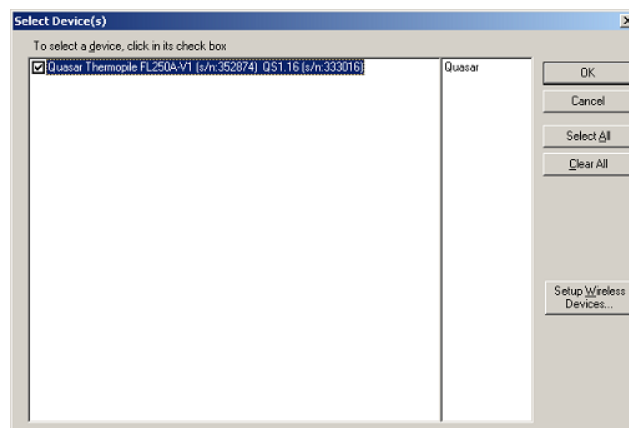 Select Device(s)
To select a device, click in its check box
Quasar Thermopile FL250A-V1 (s/n:352874) QS1.16 (s/n:333016)
Quasar
OK
Cancel
Select All
Clear All
Setup Wireless
Devices...